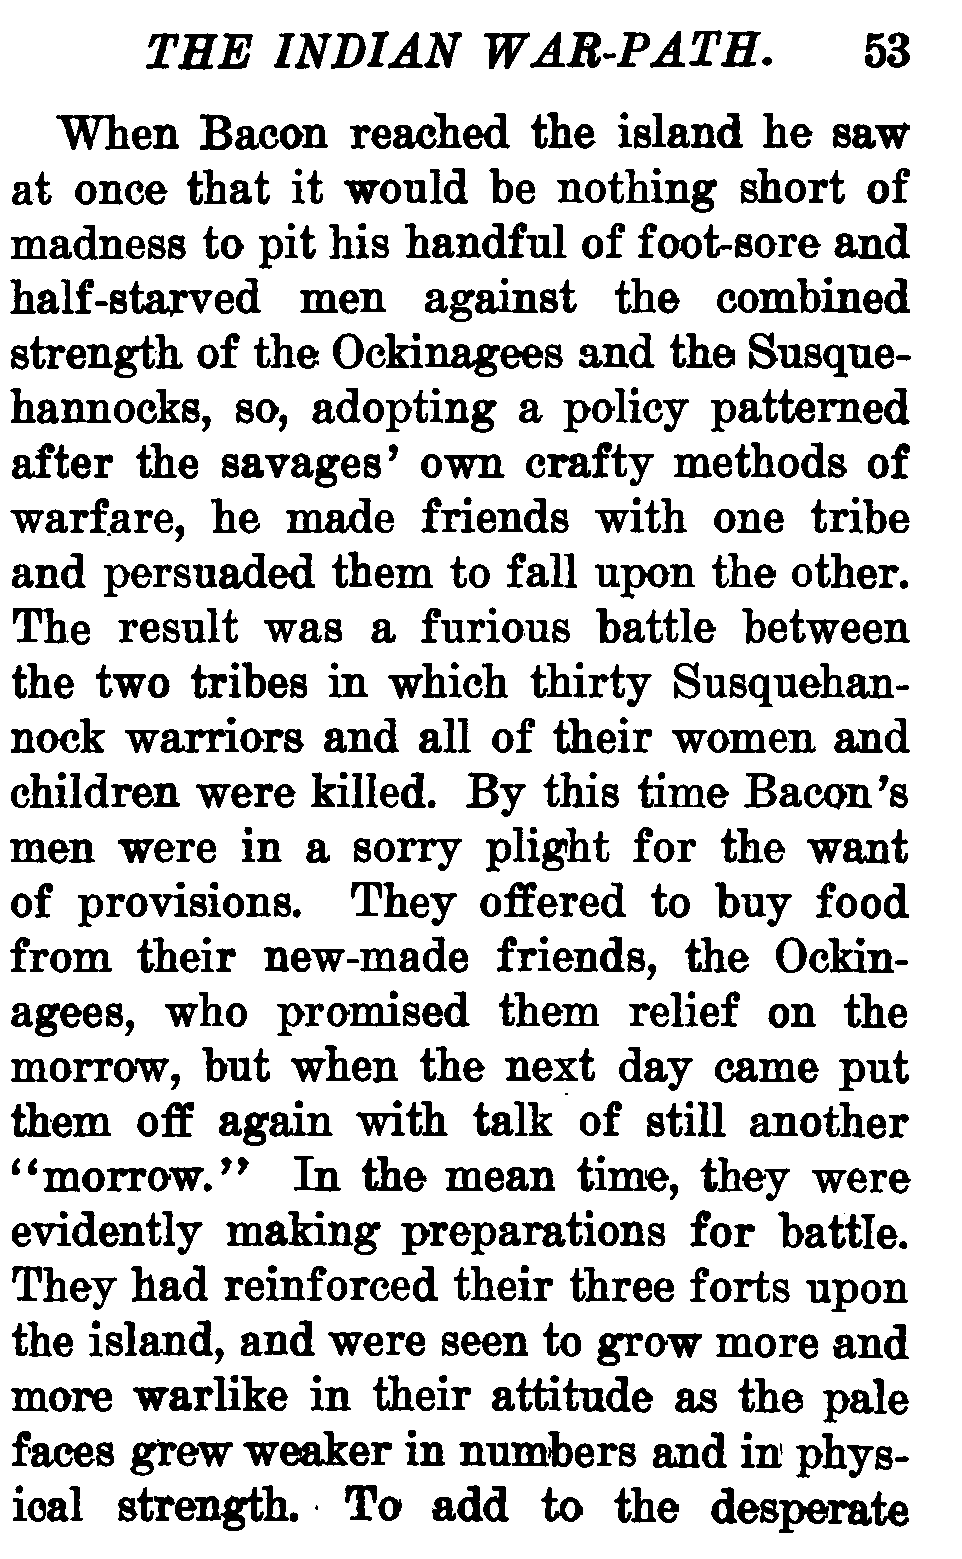 THE INDIAN WAR-PATH. 53
When Bacon reached the island he saw
at once that it would be nothing short of
madness to pit his handful of foot-sore and
half-starved men against the combined
strength of the Ockinagees and the Susque-
hannocks, so, adopting a policy patterned
after the savages' own crafty methods of
warfare, he made friends with one tribe
and persuaded them to fall upon the other.
The result was a furious battle between
the two tribes in which thirty Susquehan-
nock warriors and all of their women and
children were killed. By this time Bacon's
men were in a sorry plight for the want
of provisions. They offered to buy food
from their new-made friends, the Ockin-
agees, who promised them relief on the
morrow, but when the next day came put
them off again with talk of still another
"morrow." In the mean time, they were
evidently making preparations for battle.
They had reinforced their three forts upon
the island, and were seen to grow more and
more warlike in their attitude as the pale
faces grew weaker in numbers and in phys-
ical strength. To add to the desperate